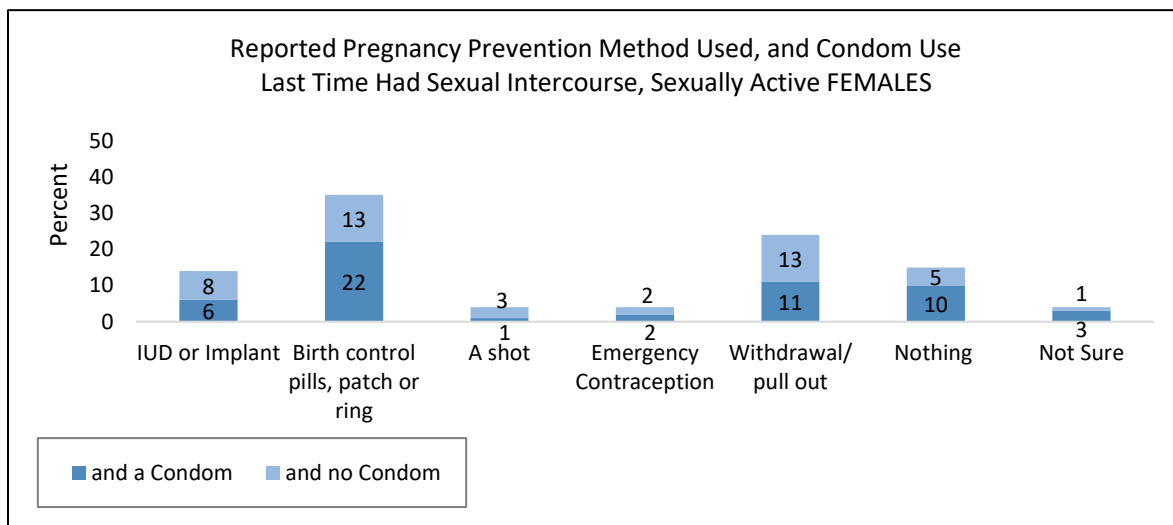 Reported Pregnancy Prevention Method Used, and Condom Use
Last Time Had Sexual Intercourse, Sexually Active FEMALES
Percent
50
40
30
20
10
0
8
6
13
22
3
1
2
2
13
11
5
10
1
3
IUD or Implant
Birth control
pills, patch or
ring
A shot
Emergency
Contraception
Withdrawal/
pull out
Nothing
Not Sure
and a Condom
and no Condom